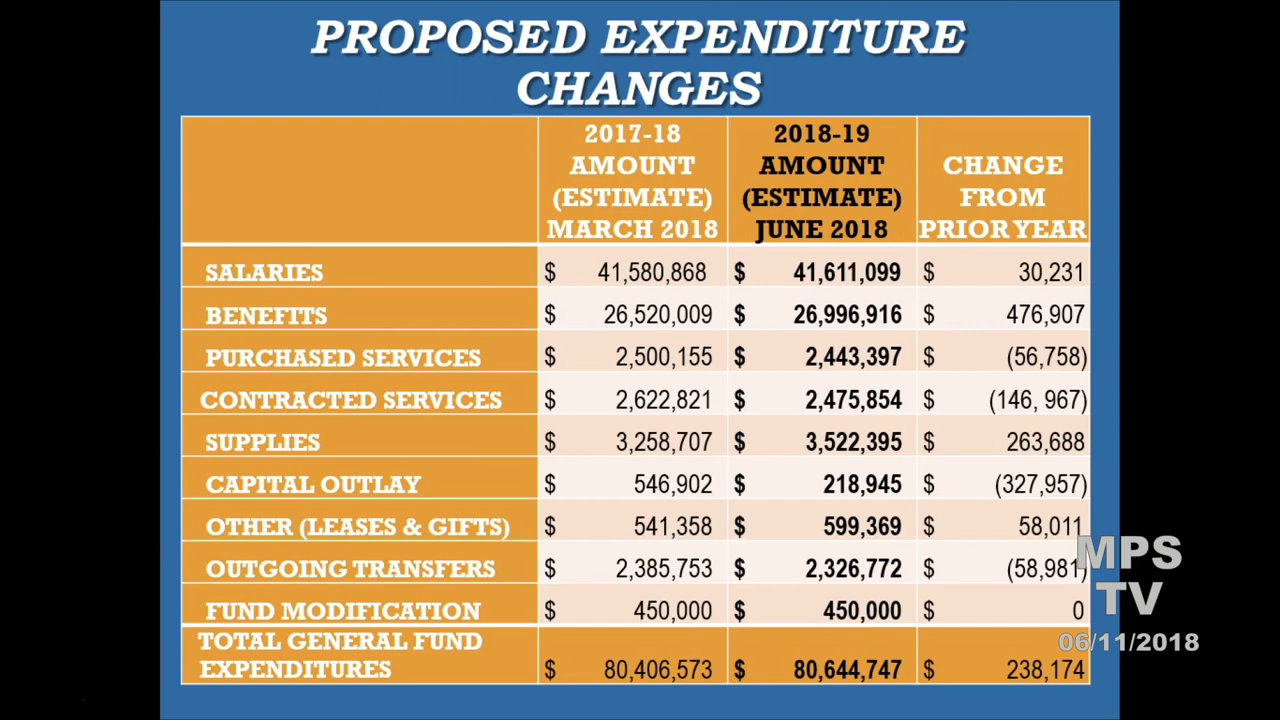 PROPOSED EXPENDITURE
CHANGES
2017-18 AMOUNT (ESTIMATE) MARCH 2018
2018-19 AMOUNT (ESTIMATE) JUNE 2018
CHANGE FROM PRIOR YEAR
SALARIES $ 41,580,868 $ 41,611,099 $ 30,231
BENEFITS $ 26,520,009 $ 26,996,916 $ 476,907
PURCHASED SERVICES $ 2,500,155 $ 2,443,397 $ (56,758)
CONTRACTED SERVICES $ 2,622,821 $ 2,475,854 $ (146, 967)
SUPPLIES $ 3,258,707 $ 3,522,395 $ 263,688
CAPITAL OUTLAY $ 546,902 $ 218,945 $ (327,957)
OTHER (LEASES & GIFTS) $ 541,358 $ 599,369 $ 58,011
OUTGOING TRANSFERS $ 2,385,753 $ 2,326,772 $ (58,981)
FUND MODIFICATION $ 450,000 $ 450,000 $ 0
TOTAL GENERAL FUND
EXPENDITURES $ 80,406,573 $ 80,644,747 $ 238,174
MPS
TV
06/11/2018